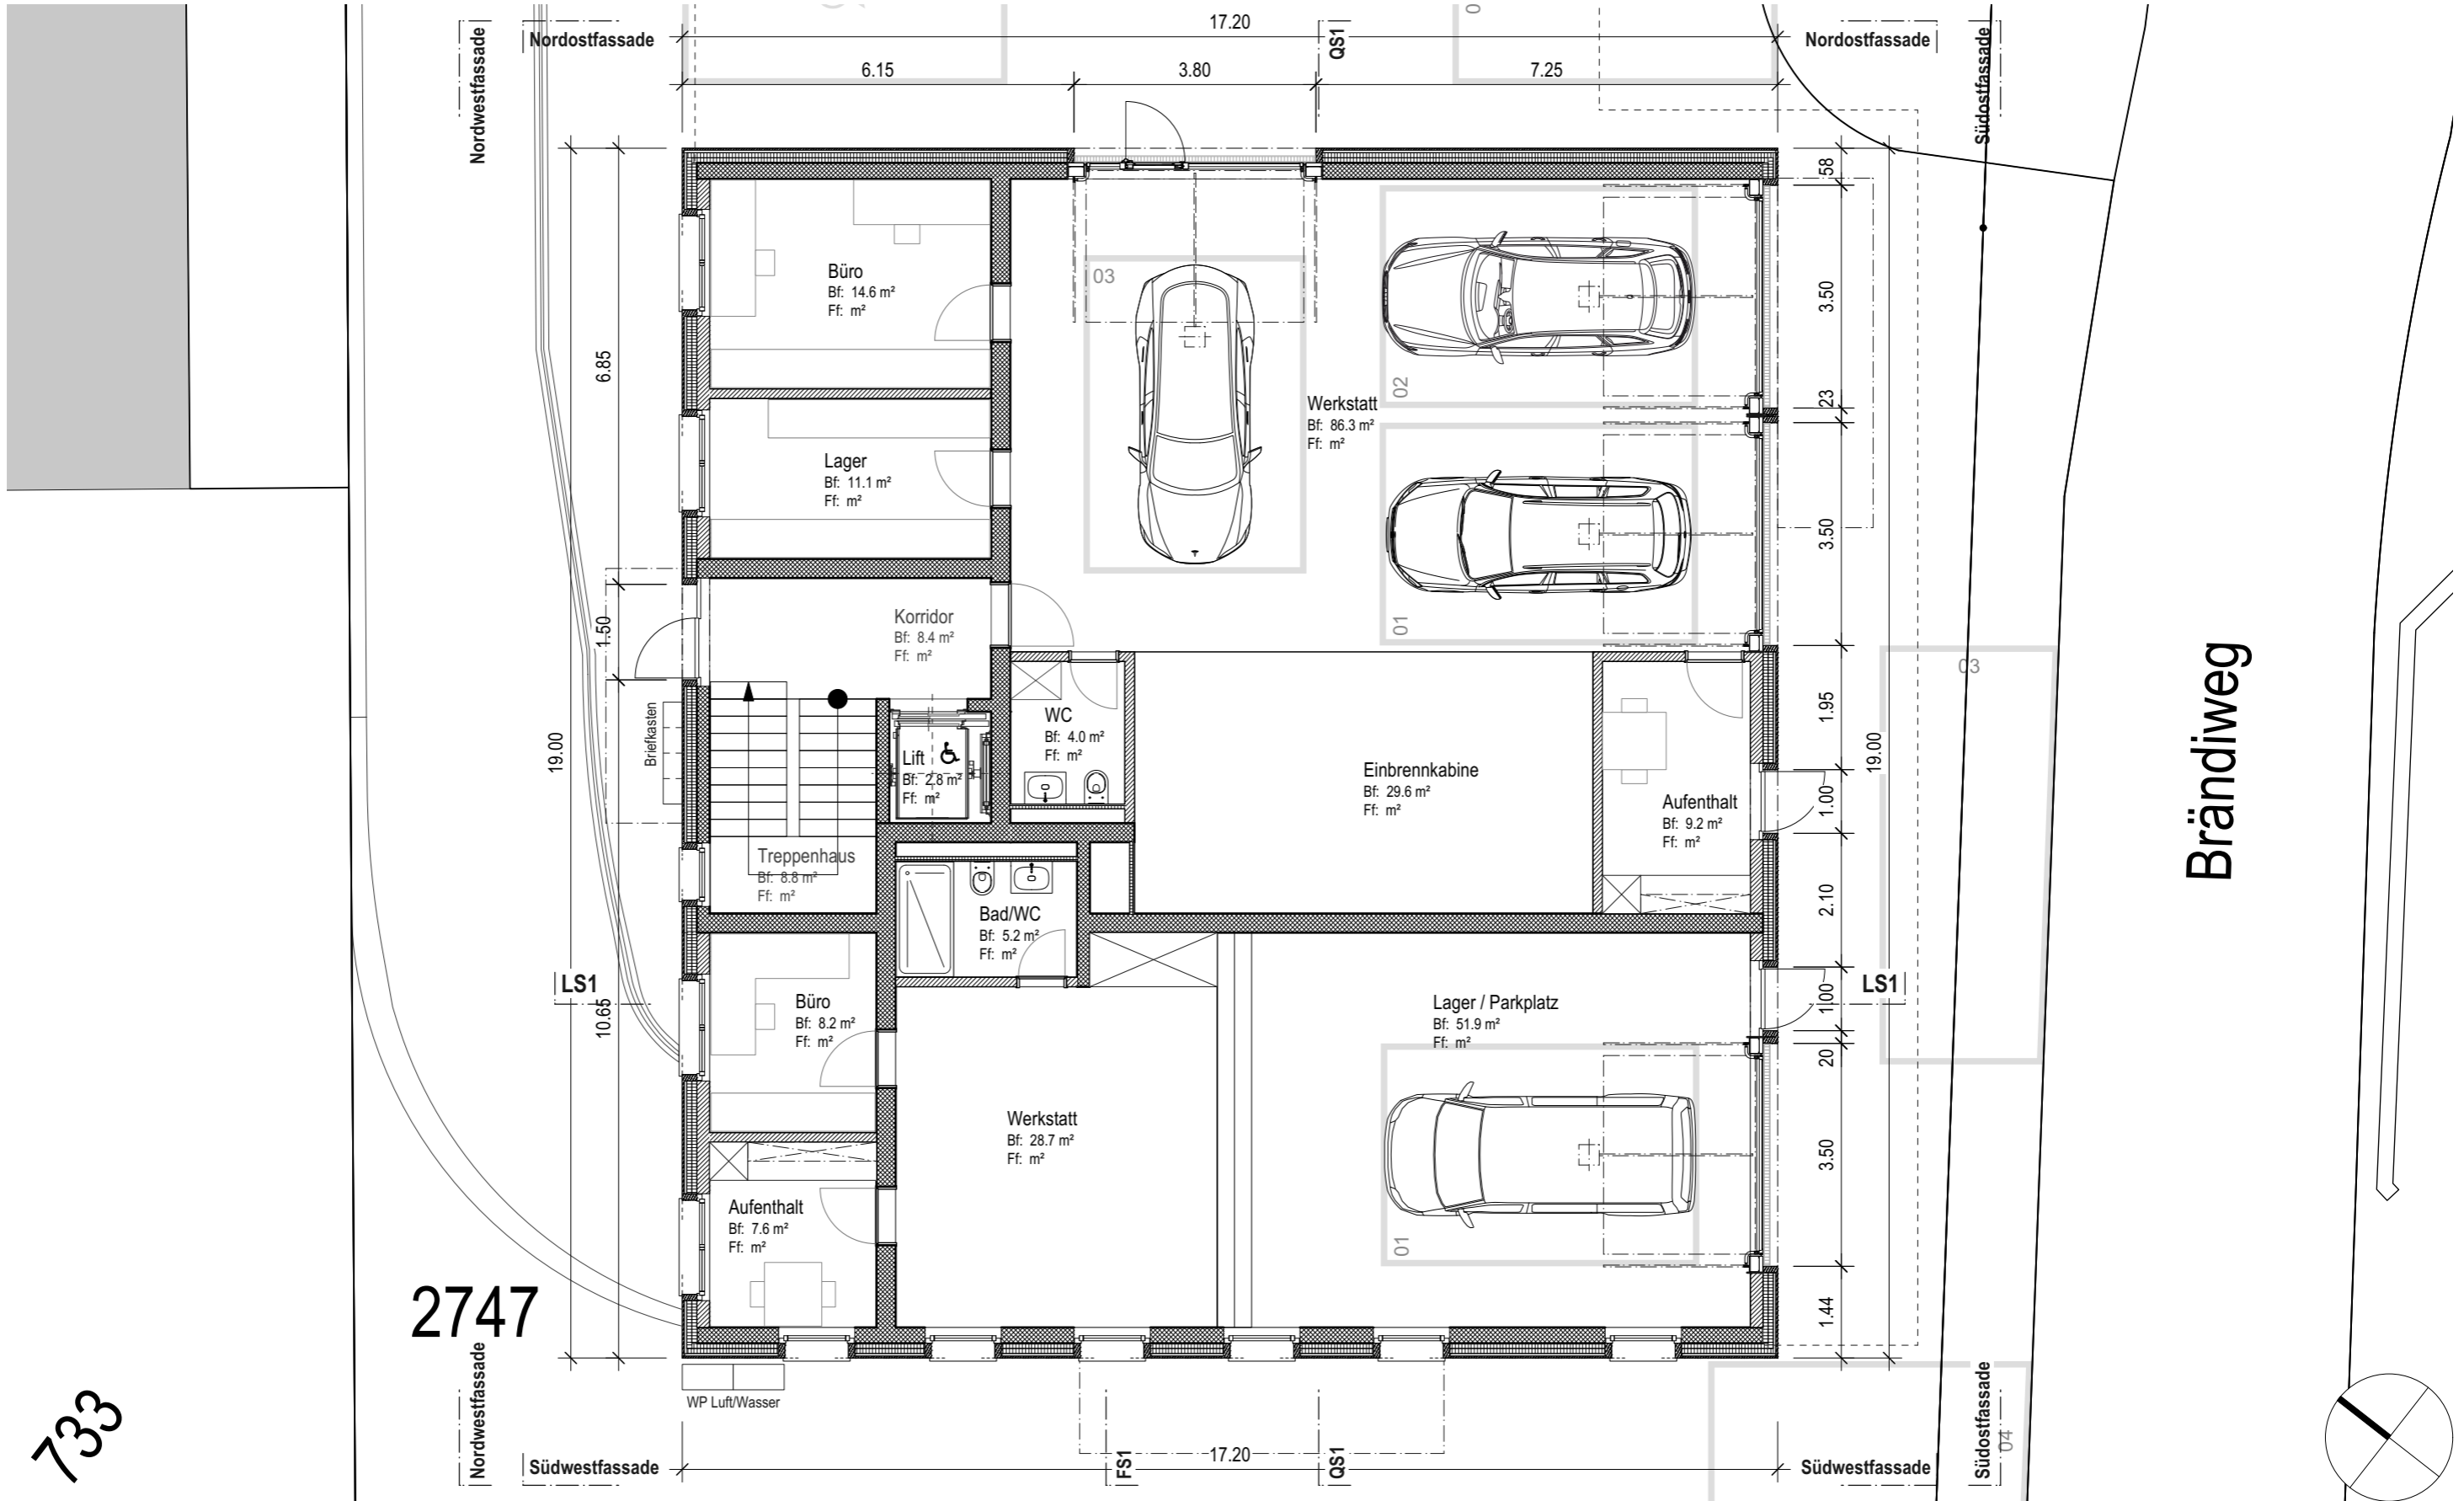 17.20
Nordostfassade
QS1
Nordostfassade
Nordwestfassade
Südostfassade
6.15
3.80
7.25
58
03
Büro
Bf: 14.6 m²
Ff: m²
3.50
6.85
02
23
Werkstatt
Bf: 86.3 m²
Ff: m²
Lager
Bf: 11.1 m²
Ff: m²
3.50
01
1.50
Korridor
Bf: 8.4 m²
Ff: m²
03
Brändiweg
1.95
WC
Bf: 4.0 m²
Ff: m²
Briefkasten
19.00
19.00
Lift
Bf: 2.8 m²
Ff: m²
Einbrennkabine
Bf: 29.6 m²
Ff: m²
Aufenthalt
Bf: 9.2 m²
Ff: m²
1.00
Treppenhaus
Bf: 8.8 m²
Ff: m²
2.10
Bad/WC
Bf: 5.2 m²
Ff: m²
LS1
LS1
10.65
Büro
Bf: 8.2 m²
Ff: m²
Lager / Parkplatz
Bf: 51.9 m²
Ff: m²
1.00
20
Werkstatt
Bf: 28.7 m²
Ff: m²
3.50
Aufenthalt
Bf: 7.6 m²
Ff: m²
01
2747
1.44
WP Luft/Wasser
733
Nordwestfassade
Südostfassade
04
Südwestfassade
FS1
17.20
QS1
Südwestfassade